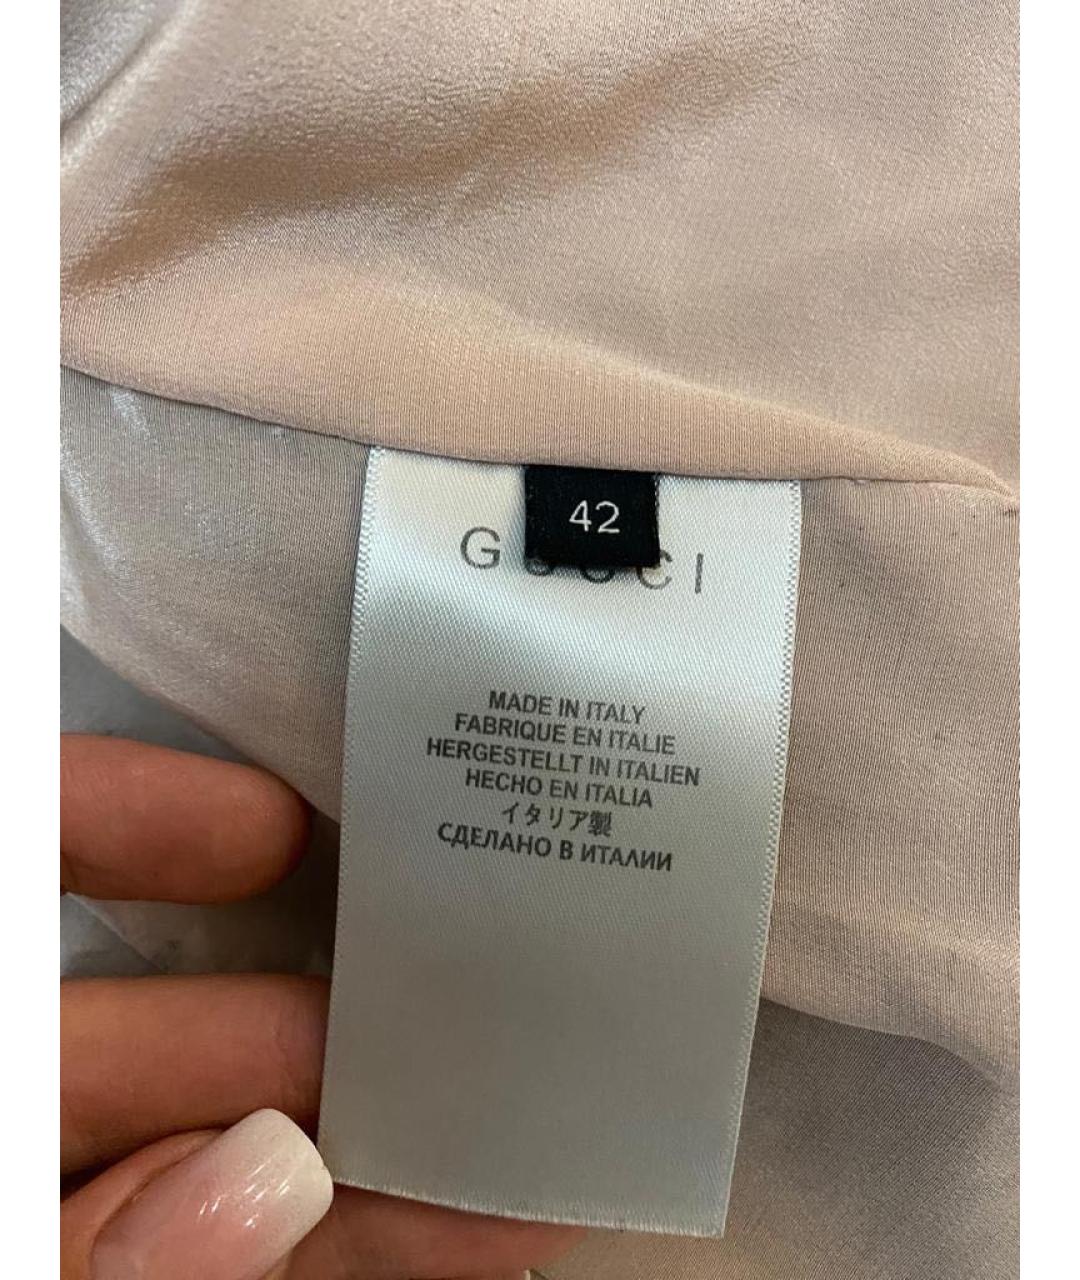 42
GUCCI
MADE IN ITALY
FABRIQUE EN ITALIE
HERGESTELLT IN ITALIEN
HECHO EN ITALIA
イタリア製
СДЕЛАНО В ИТАЛИИ